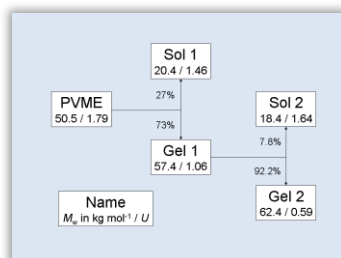 Sol 1
20.4 / 1.46
27%
PVME
50.5 / 1.79
73%
Gel 1
57.4 / 1.06
Sol 2
18.4 / 1.64
7.8%
92.2%
Gel 2
62.4 / 0.59
Name
Mw in kg mol⁻¹ / U